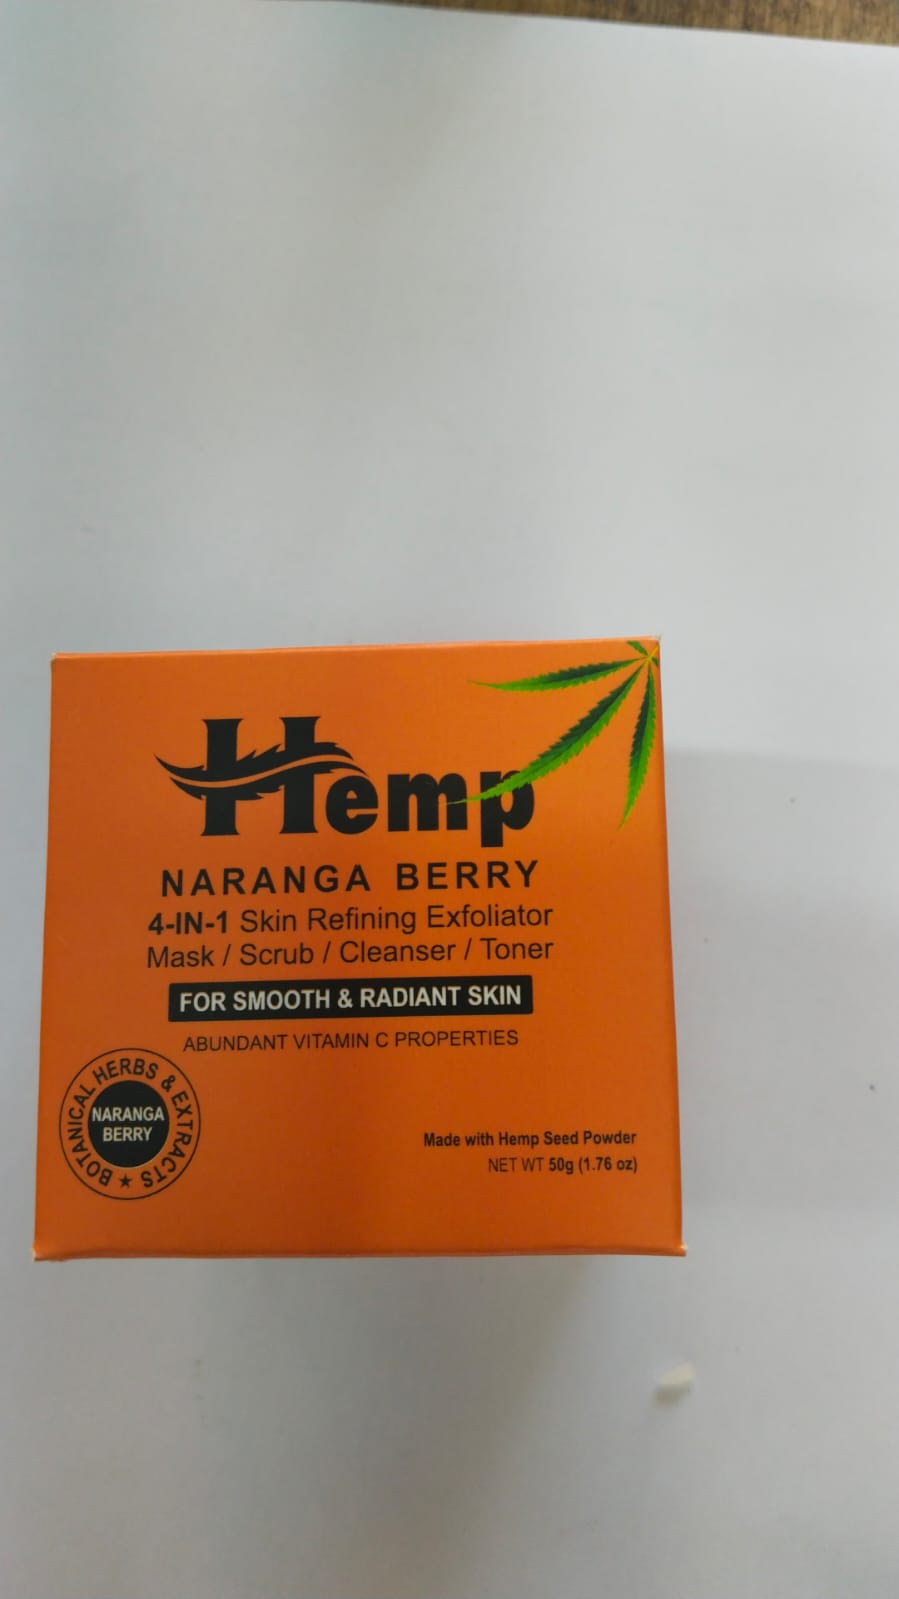 Hemp
NARANGA BERRY
4-IN-1 Skin Refining Exfoliator
Mask / Scrub / Cleanser / Toner
FOR SMOOTH & RADIANT SKIN
ABUNDANT VITAMIN C PROPERTIES
BOTANICAL HERBS & EXTRACTS ★
NARANGA
BERRY
Made with Hemp Seed Powder
NET WT 50g (1.76 oz)